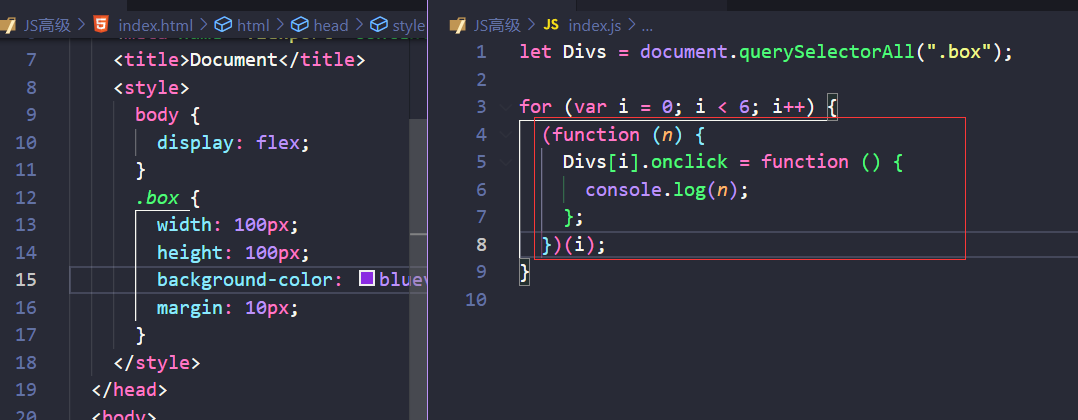 JS高级 > index.html > html > head > style
7 <title>Document</title>
8 <style>
9 body {
10 display: flex;
11 }
12 .box {
13 width: 100px;
14 height: 100px;
15 background-color: bluev
16 margin: 10px;
17 }
18 </style>
19 </head>
20 <body>
JS高级 > JS index.js > ...
1 let Divs = document.querySelectorAll(".box");
2
3 for (var i = 0; i < 6; i++) {
4 (function (n) {
5 Divs[i].onclick = function () {
6 console.log(n);
7 };
8 })(i);
9 }
10